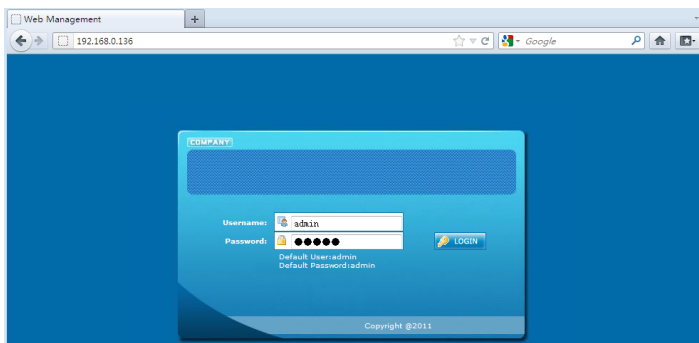 Web Management
192.168.0.136
Google
COMPANY
Username: admin
Password: ●●●●●
LOGIN
Default User:admin
Default Password:admin
Copyright @2011